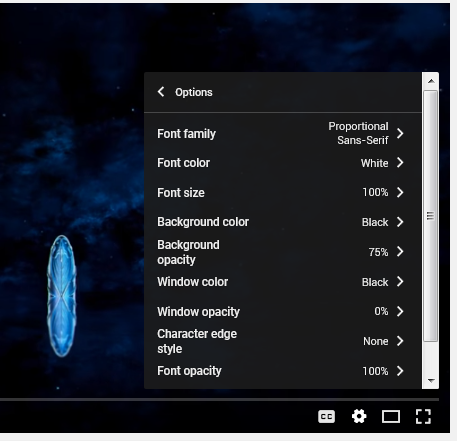 Options
Font family Proportional
Sans-Serif
Font color White
Font size 100%
Background color Black
Background
opacity 75%
Window color Black
Window opacity 0%
Character edge
style None
Font opacity 100%
CC